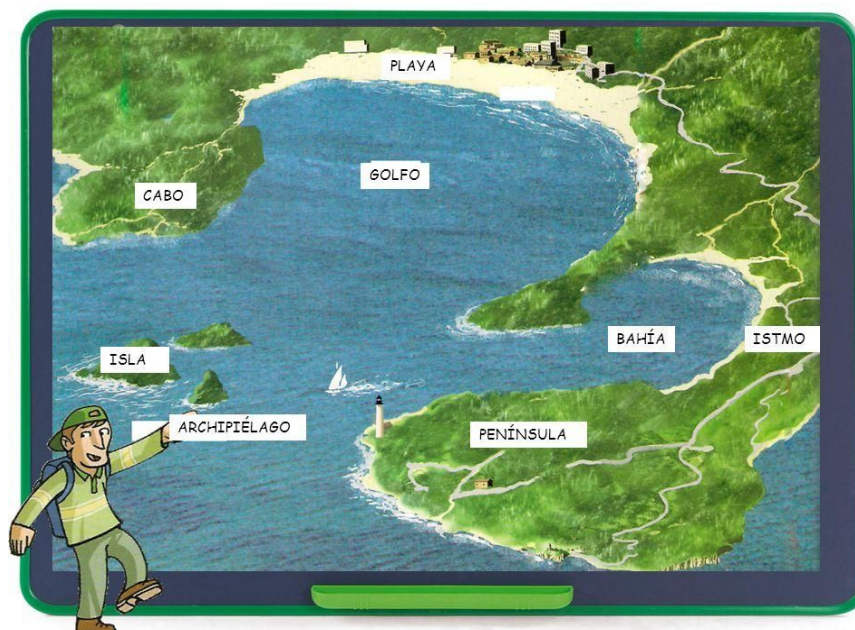 PLAYA
GOLFO
CABO
BAHÍA
ISTMO
ISLA
ARCHIPIÉLAGO
PENÍNSULA